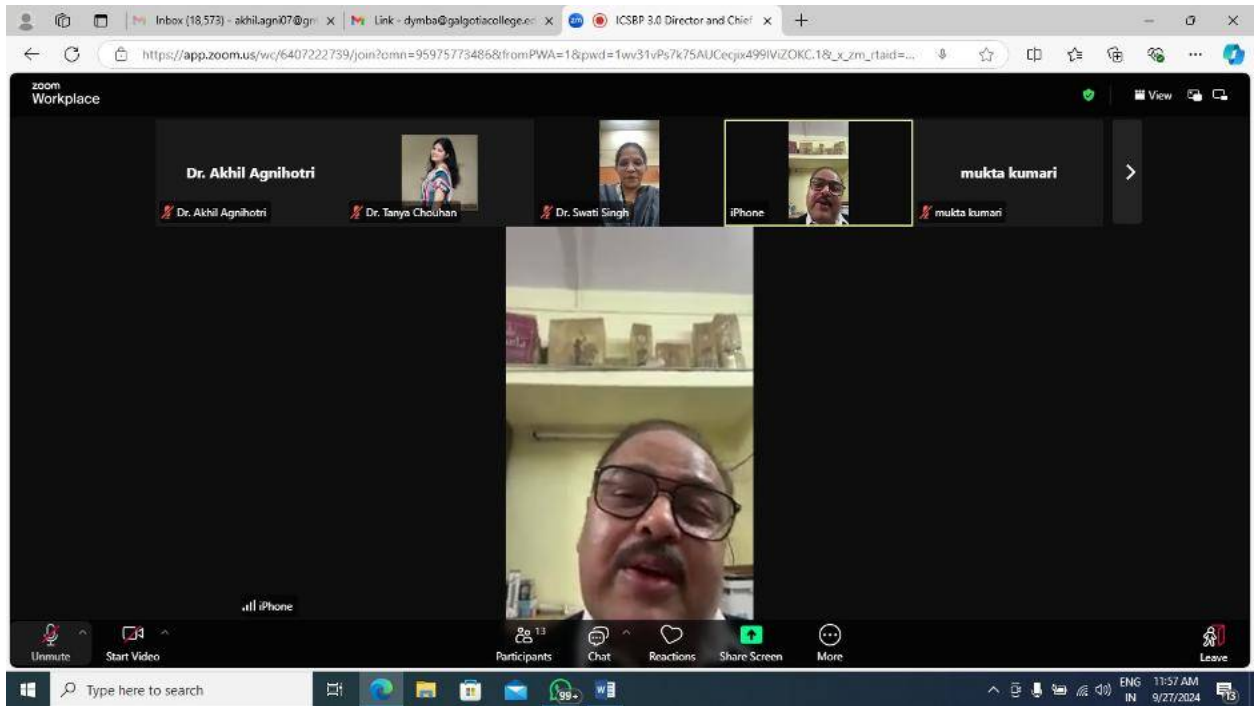 Inbox (18,573) - akhil.agni07@gm
Link - dymba@galgotiacollege.ed
ICSBP 3.0 Director and Chief
https://app.zoom.us/wc/6407222739/join?omn=95975773486&fromPWA=1&pwd=
zoom
Workplace
View
Dr. Akhil Agnihotri
mukta kumari
Dr. Akhil Agnihotri
Dr. Tanya Chouhan
Dr. Swati Singh
iPhone
mukta kumari
iPhone
13
Unmute
Start Video
Participants
Chat
Reactions
Share Screen
More
Leave
Type here to search
99+
ENG
IN
11:57 AM
9/27/2024
13